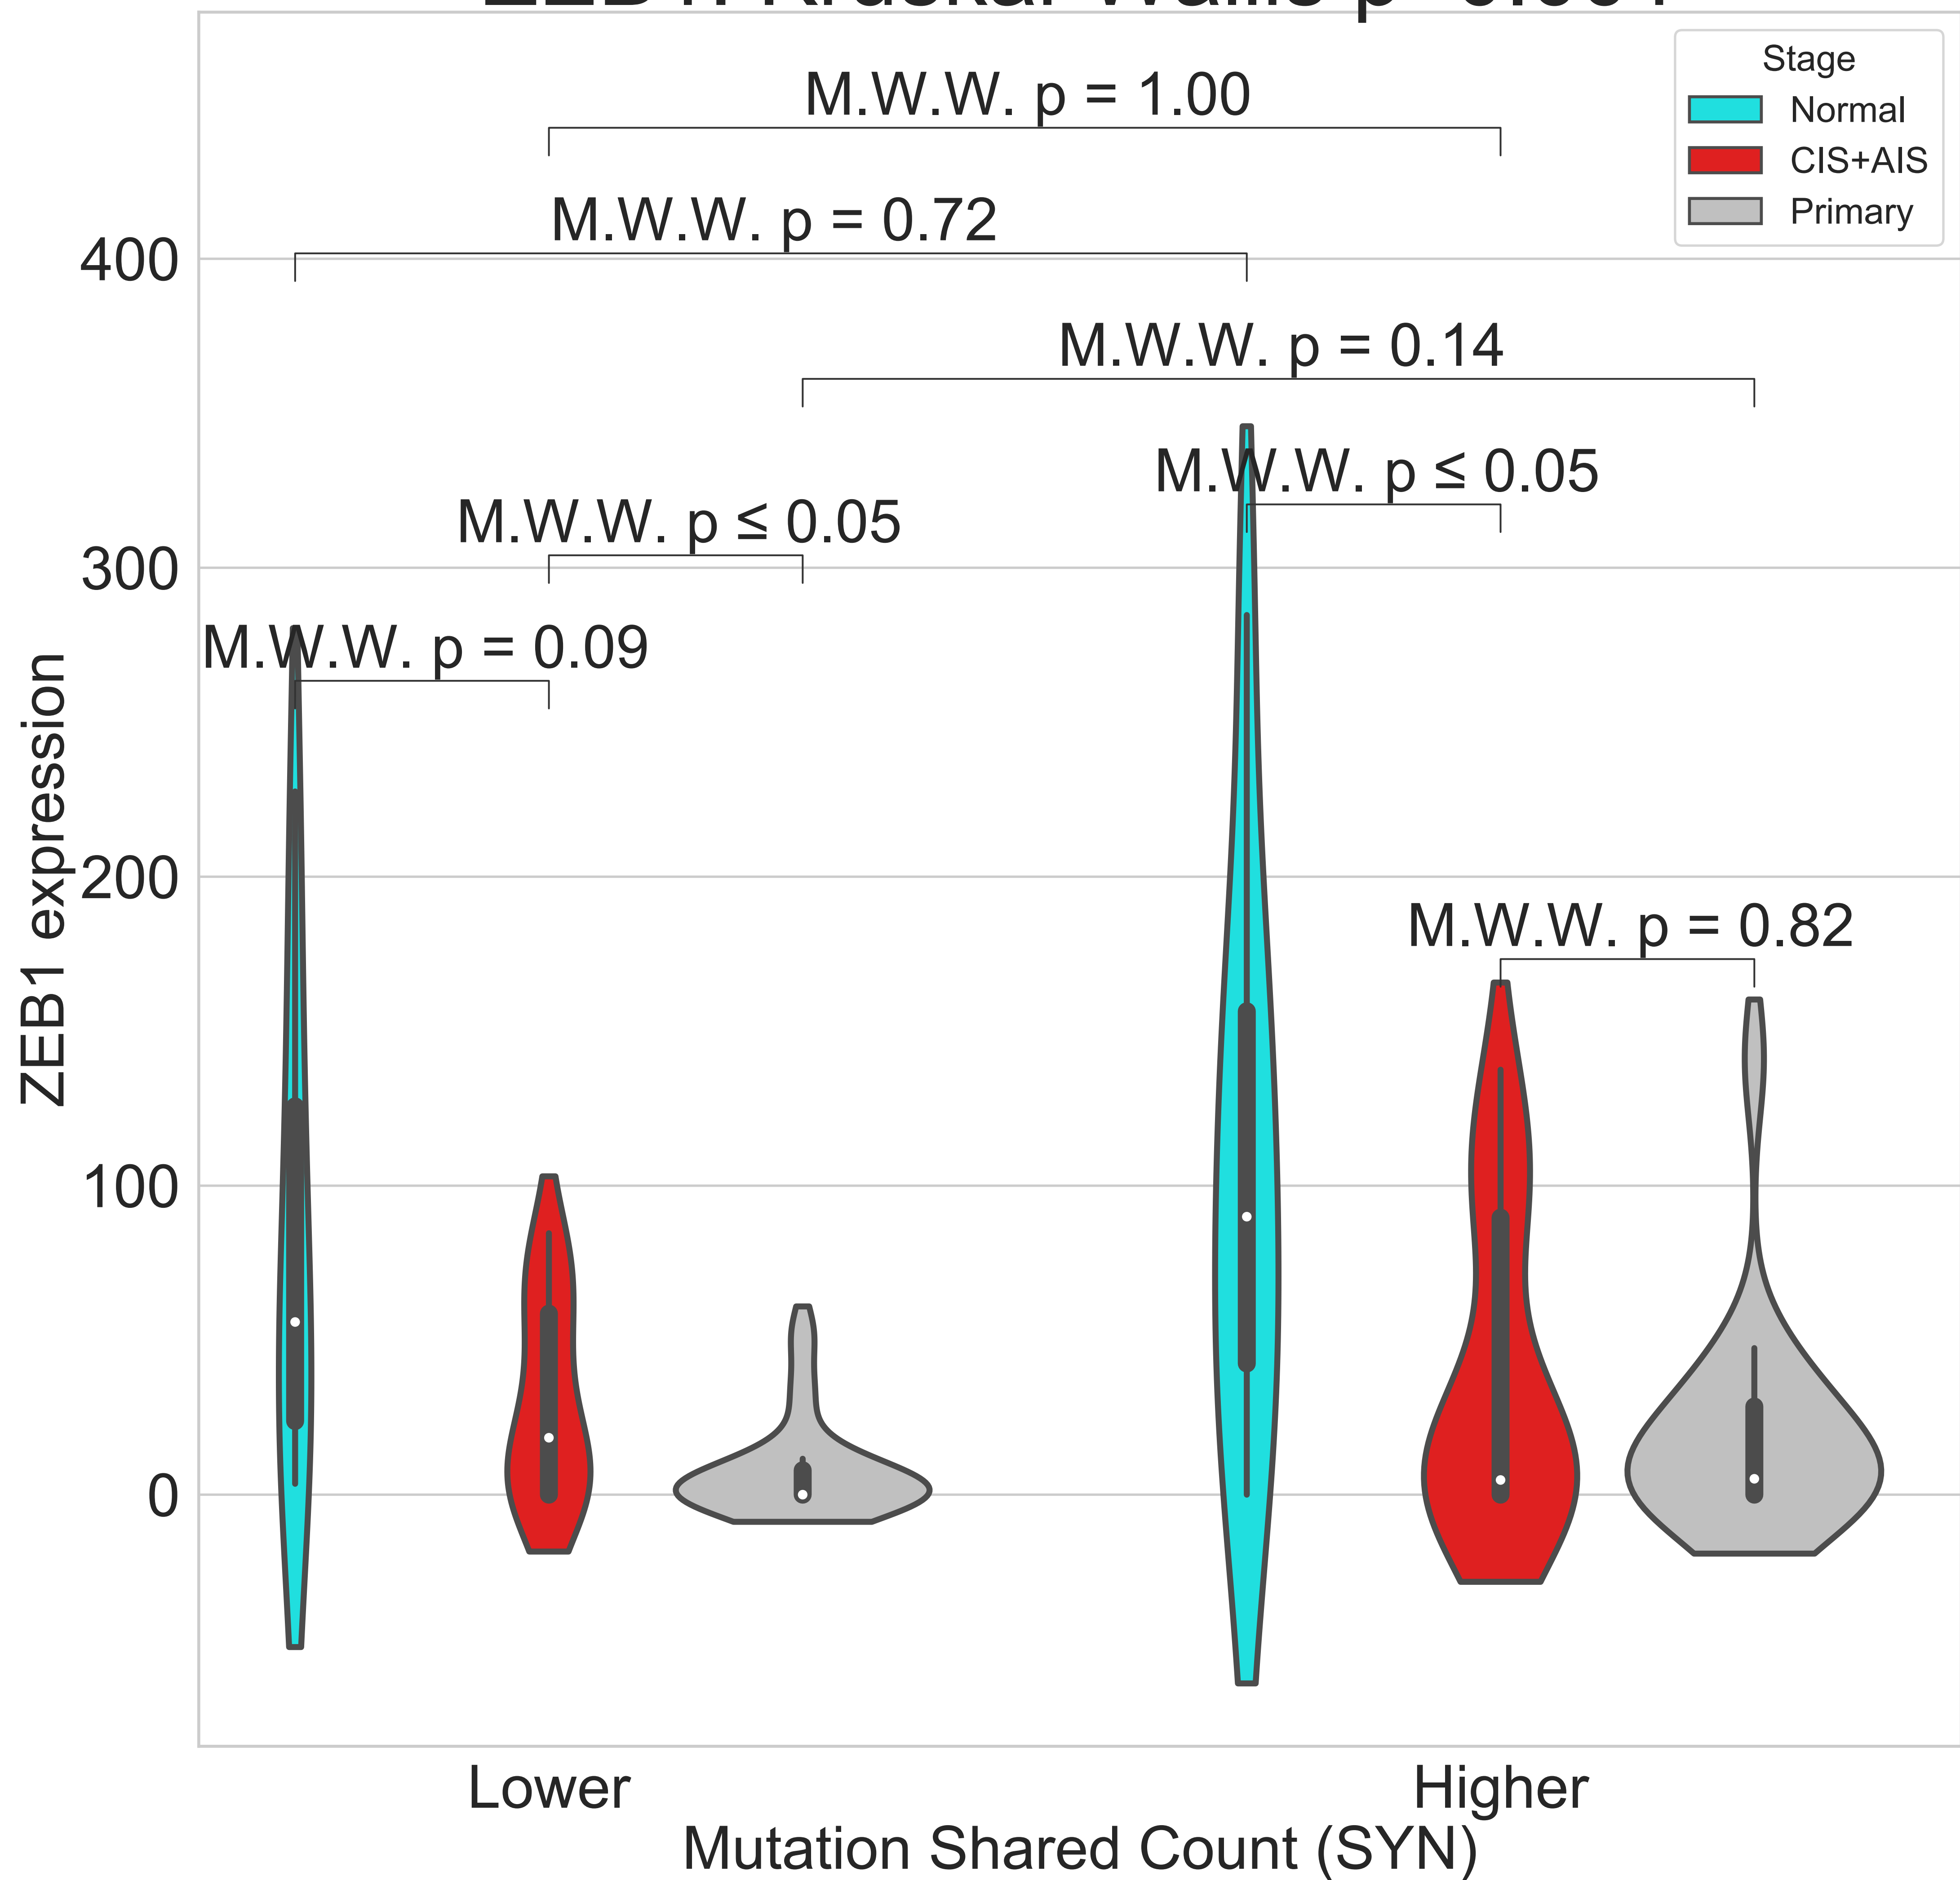 Stage
Normal
CIS+AIS
Primary
M.W.W. p = 1.00
M.W.W. p = 0.72
M.W.W. p = 0.14
M.W.W. p ≤ 0.05
M.W.W. p ≤ 0.05
M.W.W. p = 0.09
M.W.W. p = 0.82
400
300
200
100
0
ZEB1 expression
Lower
Higher
Mutation Shared Count (SYN)